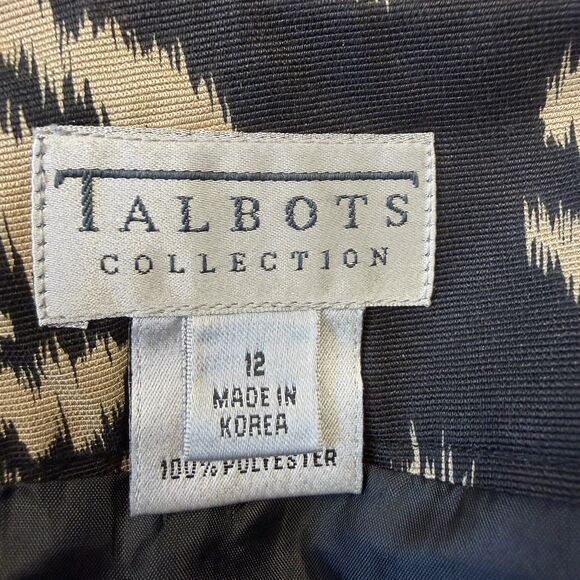 TALBOTS
COLLECTION
12
MADE IN
KOREA
100% POLYESTER